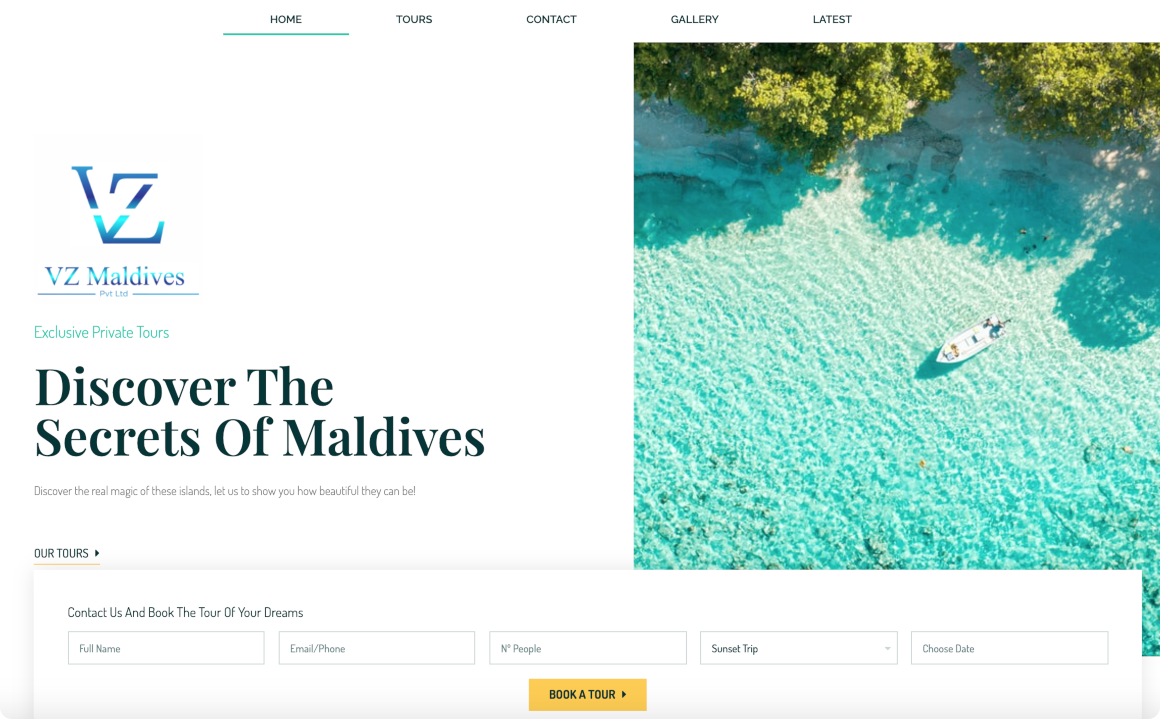 HOME TOURS CONTACT GALLERY LATEST
VZ
VZ Maldives
Pvt Ltd
Exclusive Private Tours
Discover The
Secrets Of Maldives
Discover the real magic of these islands, let us to show you how beautiful they can be!
OUR TOURS
Contact Us And Book The Tour Of Your Dreams
Full Name Email/Phone Nº People Sunset Trip Choose Date
BOOK A TOUR